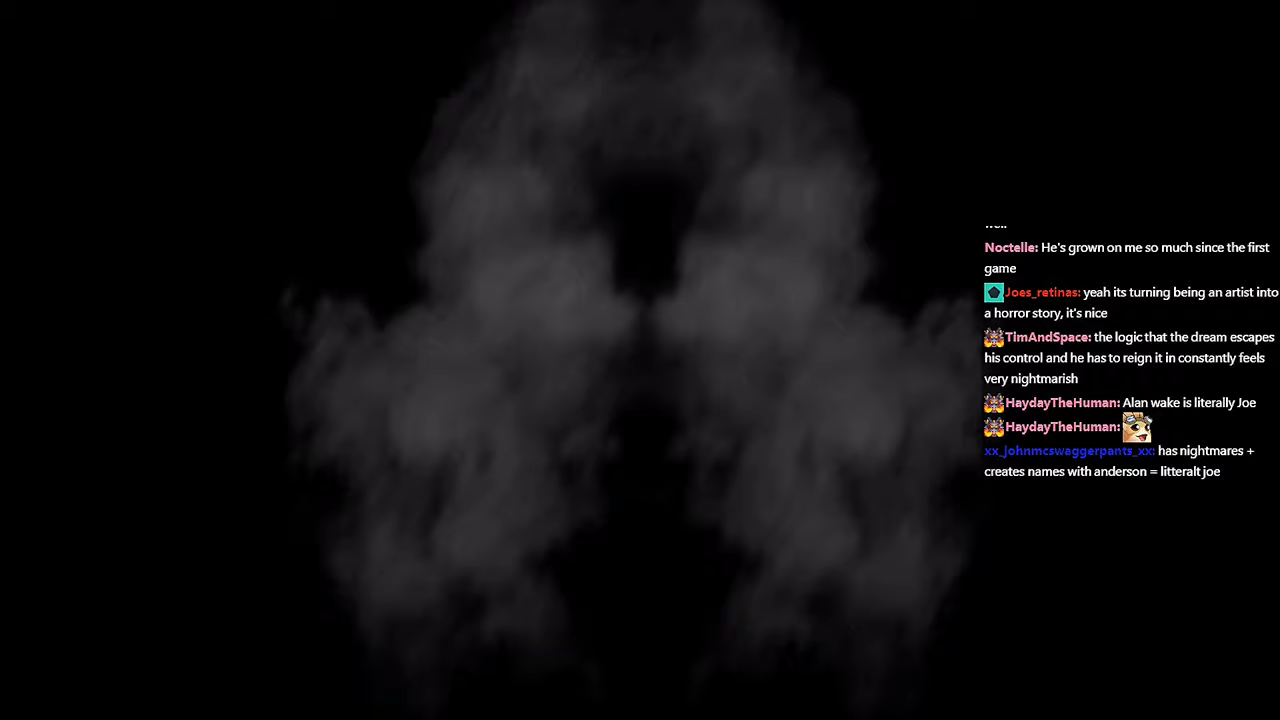 well
Noctelle: He's grown on me so much since the first
game
Joes_retinas: yeah its turning being an artist into
a horror story, it's nice
TimAndSpace: the logic that the dream escapes
his control and he has to reign it in constantly feels
very nightmarish
HaydayTheHuman: Alan wake is literally Joe
HaydayTheHuman:
xx_johnmcswaggerpants_xx: has nightmares +
creates names with anderson = litteralt joe